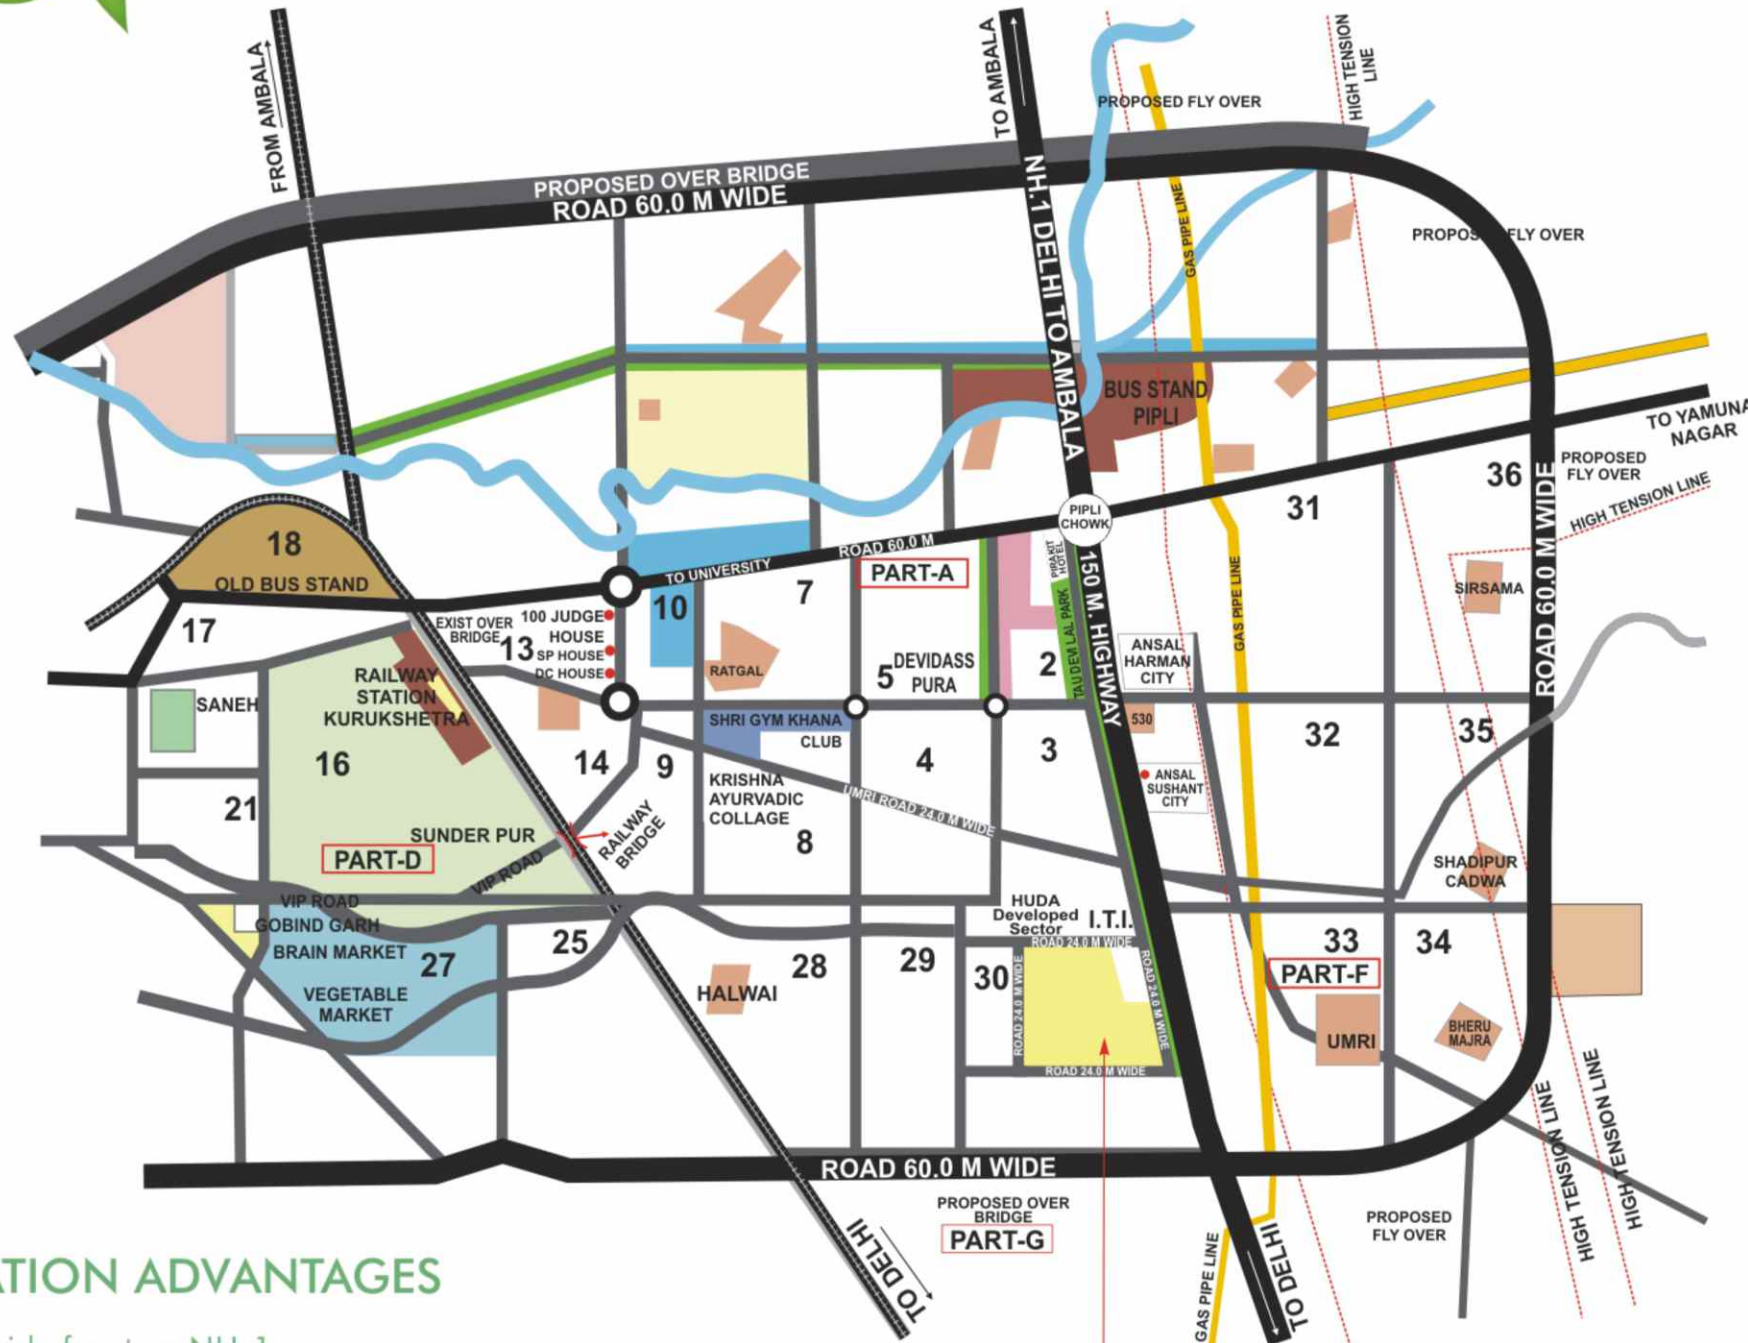 FROM AMBALA
TO AMBALA
HIGH TENSION
LINE
PROPOSED FLY OVER
PROPOSED OVER BRIDGE
ROAD 60.0 M WIDE
NH.1 DELHI TO AMBALA
GAS PIPE LINE
PROPOS FLY OVER
BUS STAND
PIPLI
TO YAMUNA
NAGAR
PROPOSED
FLY OVER
36
HIGH TENSION LINE
31
PIPLI
CHOWK
ROAD 60.0 M
TO UNIVERSITY
PART-A
18
OLD BUS STAND
17
EXIST OVER
BRIDGE
13
100 JUDGE
HOUSE
SP HOUSE
DC HOUSE
10
7
RATGAL
5
DEVIDASS
PURA
2
PIRAKIT
HOTEL
TAU DEVI LAL PARK
150 M. HIGHWAY
ANSAL
HARMAN
CITY
GAS PIPE LINE
SIRSAMA
ROAD 60.0 M WIDE
SANEH
RAILWAY
STATION
KURUKSHETRA
16
14
9
SHRI GYM KHANA
CLUB
4
3
530
ANSAL
SUSHANT
CITY
32
35
21
SUNDER PUR
PART-D
VIP ROAD
RAILWAY
BRIDGE
KRISHNA
AYURVADIC
COLLAGE
8
UMRI ROAD 24.0 M WIDE
SHADIPUR
CADWA
VIP ROAD
GOBIND GARH
BRAIN MARKET
27
VEGETABLE
MARKET
25
HALWAI
28
29
30
HUDA
Developed
Sector
I.T.I.
ROAD 24.0 M WIDE
ROAD 24.0 M WIDE
ROAD 24.0 M WIDE
ROAD 24.0 M WIDE
33
34
PART-F
UMRI
BHERU
MAJRA
ROAD 60.0 M WIDE
PROPOSED OVER
BRIDGE
PART-G
TO DELHI
GAS PIPE LINE
TO DELHI
PROPOSED
FLY OVER
HIGH TENSION LINE
HIGH TENSION LINE
ATION ADVANTAGES